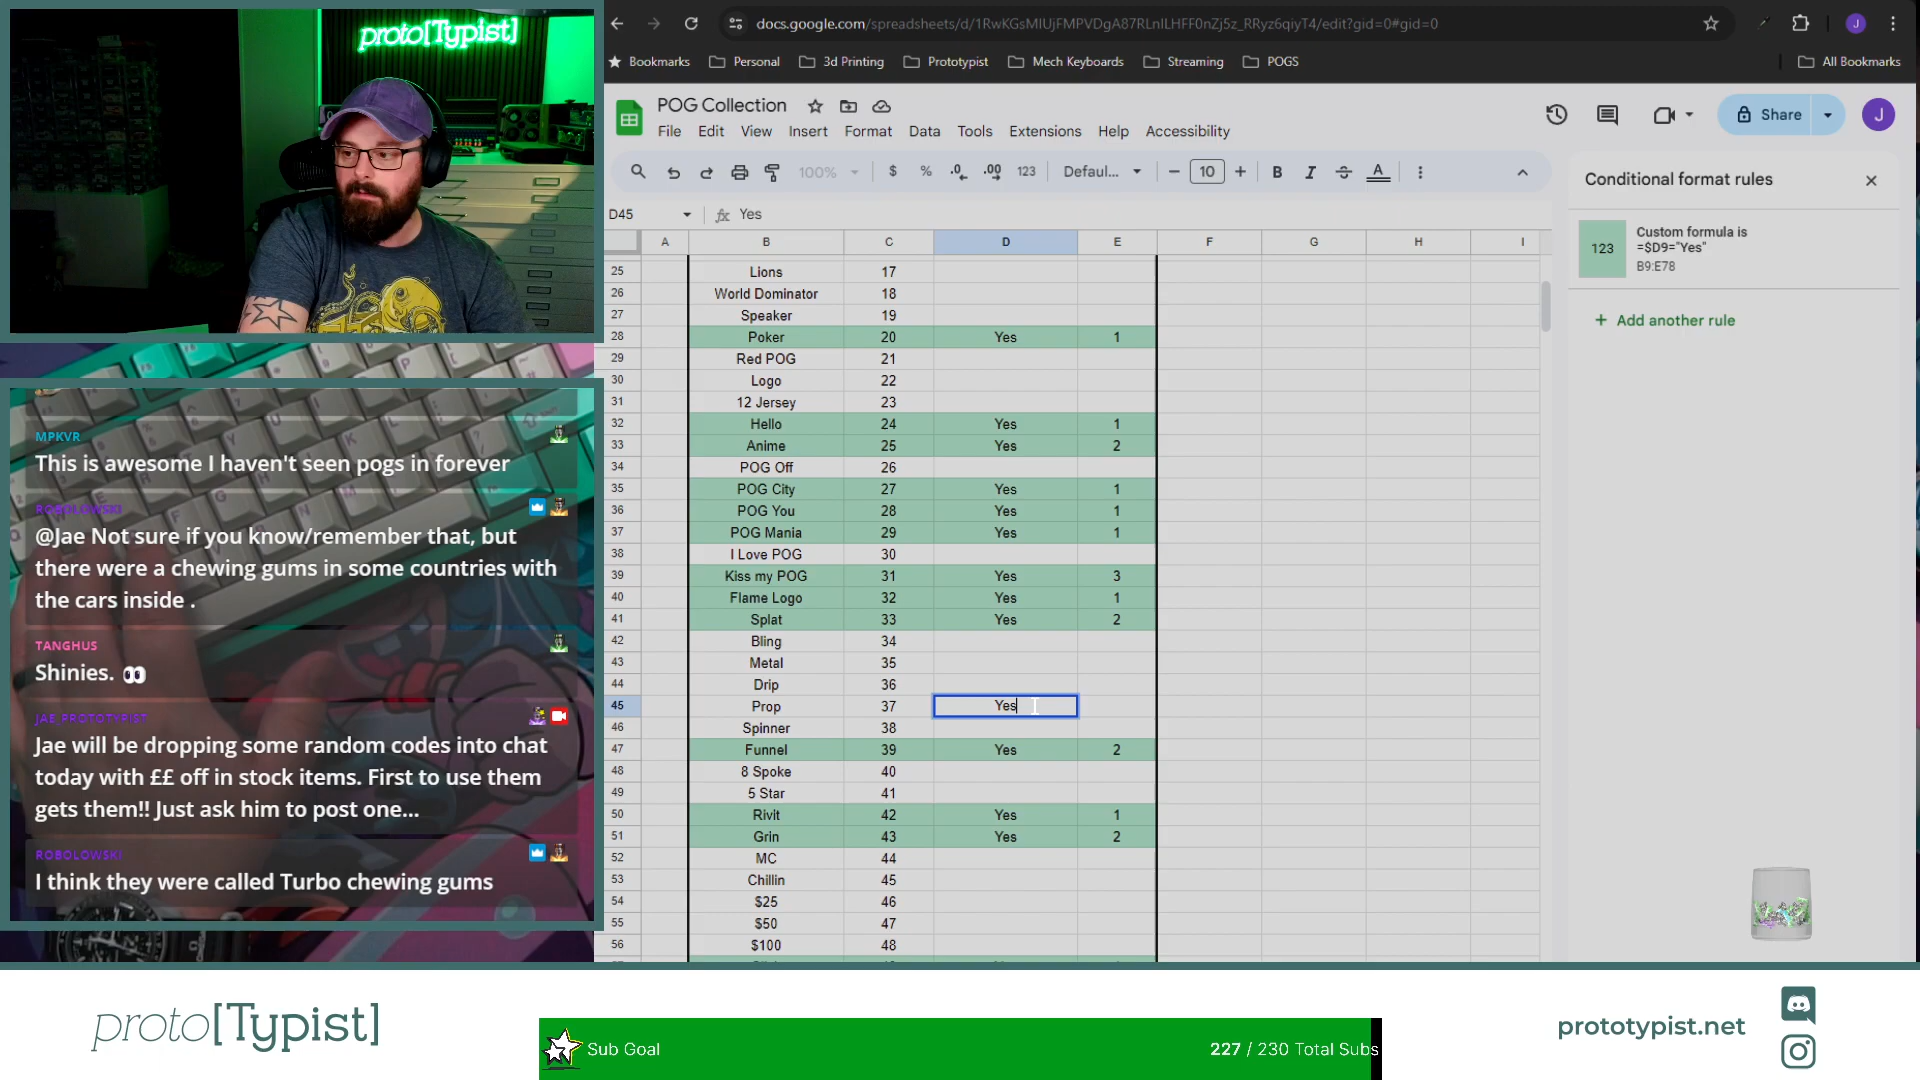 proto[Typist]
docs.google.com/spreadsheets/d/1RwKGsMIUjFMPVDgA87RLnlLHFF0nZj5z_RRyz6qiyT4/edit?gid=0#gid=0
Bookmarks Personal 3d Printing Prototypist Mech Keyboards Streaming POGS All Bookmarks
POG Collection
File Edit View Insert Format Data Tools Extensions Help Accessibility
Share
J
100% $ % .0 .00 123 Defaul... 10 B I A
D45 fx Yes
A B C D E F G H I
25 Lions 17
26 World Dominator 18
27 Speaker 19
28 Poker 20 Yes 1
29 Red POG 21
30 Logo 22
31 12 Jersey 23
32 Hello 24 Yes 1
33 Anime 25 Yes 2
34 POG Off 26
35 POG City 27 Yes 1
36 POG You 28 Yes 1
37 POG Mania 29 Yes 1
38 I Love POG 30
39 Kiss my POG 31 Yes 3
40 Flame Logo 32 Yes 1
41 Splat 33 Yes 2
42 Bling 34
43 Metal 35
44 Drip 36
45 Prop 37 Yes
46 Spinner 38
47 Funnel 39 Yes 2
48 8 Spoke 40
49 5 Star 41
50 Rivit 42 Yes 1
51 Grin 43 Yes 2
52 MC 44
53 Chillin 45
54 $25 46
55 $50 47
56 $100 48
Conditional format rules
123
Custom formula is
=$D9="Yes"
B9:E78
+ Add another rule
MPKVR
This is awesome I haven't seen pogs in forever
ROBOLOWSKI
@Jae Not sure if you know/remember that, but
there were a chewing gums in some countries with
the cars inside .
TANGHUS
Shinies.
JAE_PROTOTYPIST
Jae will be dropping some random codes into chat
today with ££ off in stock items. First to use them
gets them!! Just ask him to post one...
ROBOLOWSKI
I think they were called Turbo chewing gums
proto[Typist]
Sub Goal
227 / 230 Total Subs
prototypist.net